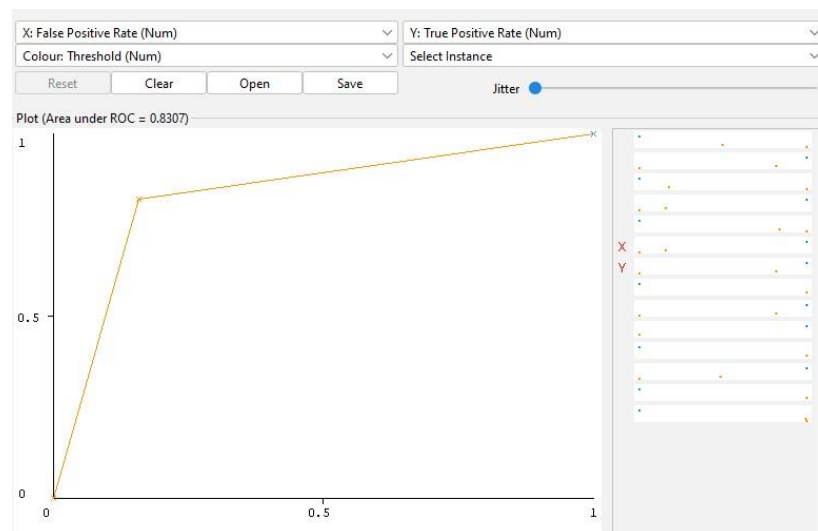 X: False Positive Rate (Num)
Y: True Positive Rate (Num)
Colour: Threshold (Num)
Select Instance
Reset
Clear
Open
Save
Jitter
Plot (Area under ROC = 0.8307)
1
0.5
0
0
0.5
1
X
Y